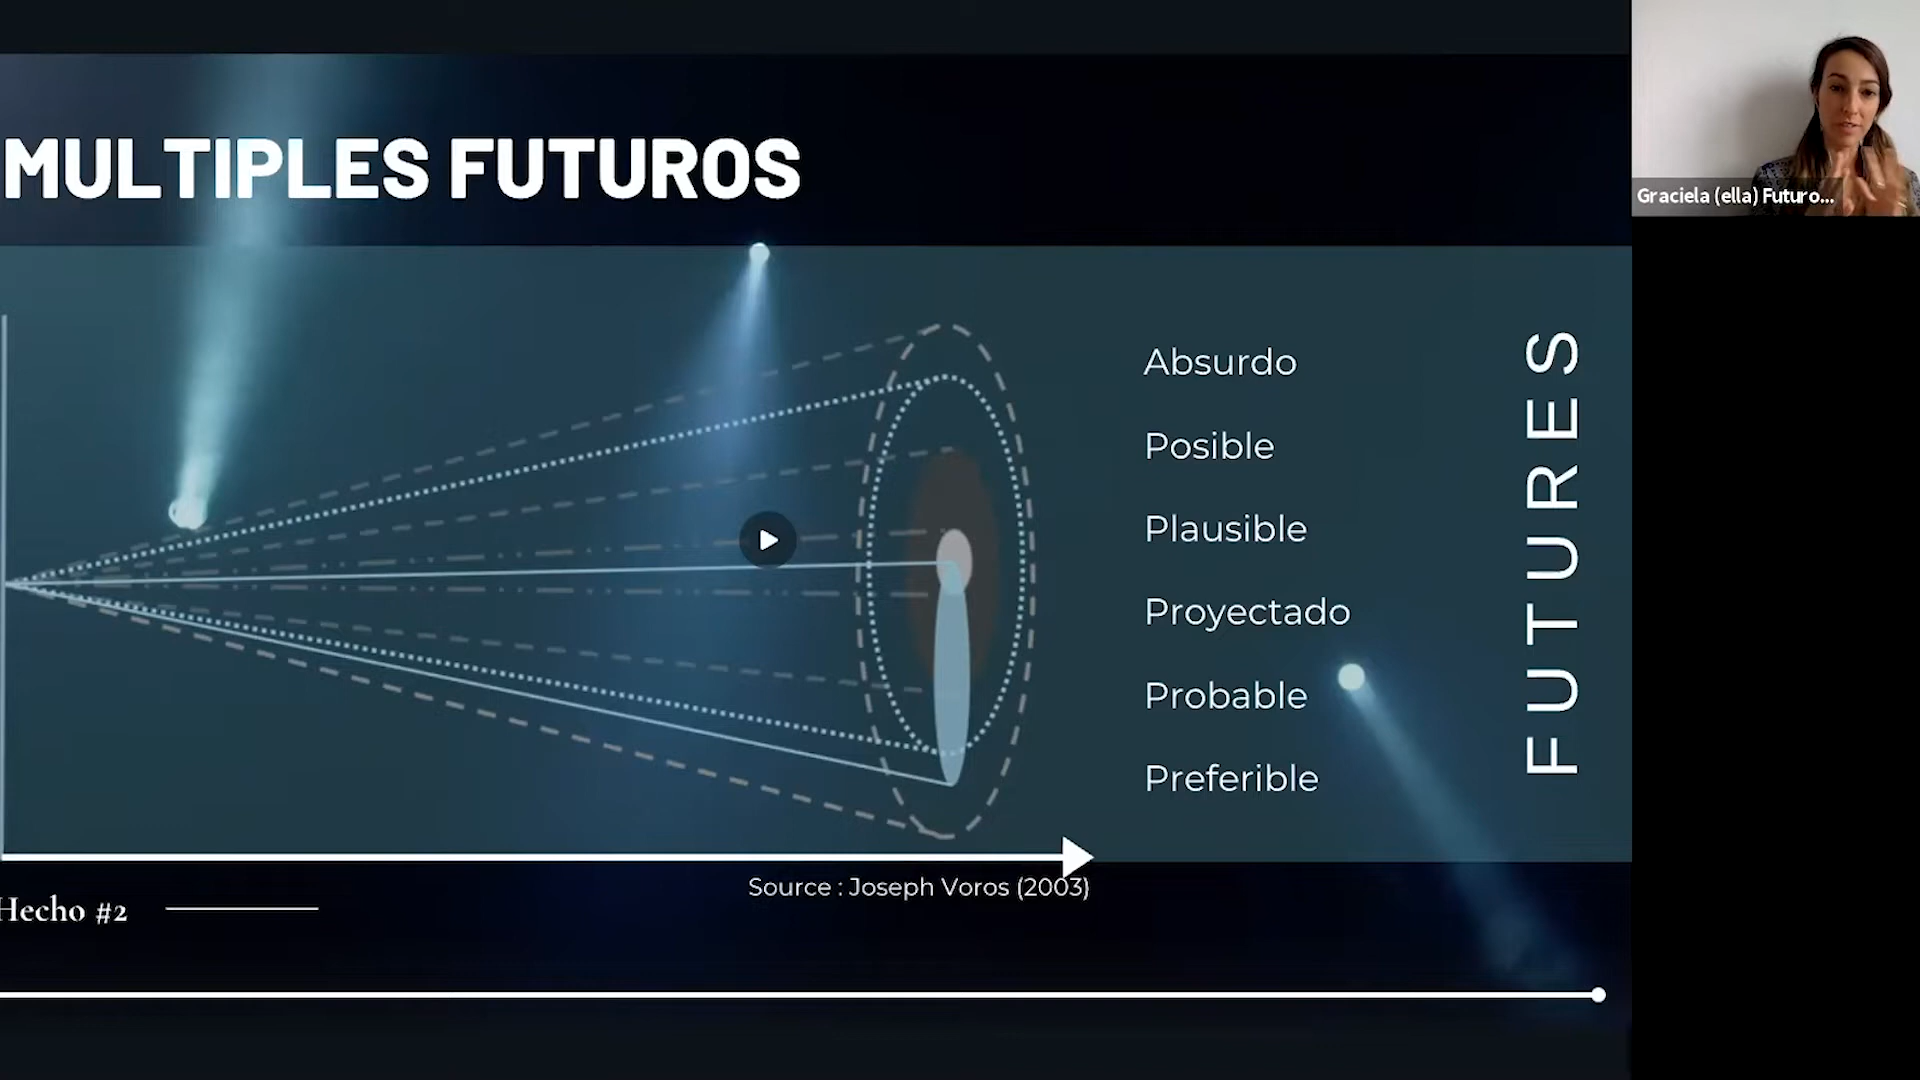 MULTIPLES FUTUROS
Graciela (ella) Futuro...
Absurdo
Posible
Plausible
Proyectado
Probable
Preferible
FUTURES
Source : Joseph Voros (2003)
Hecho #2